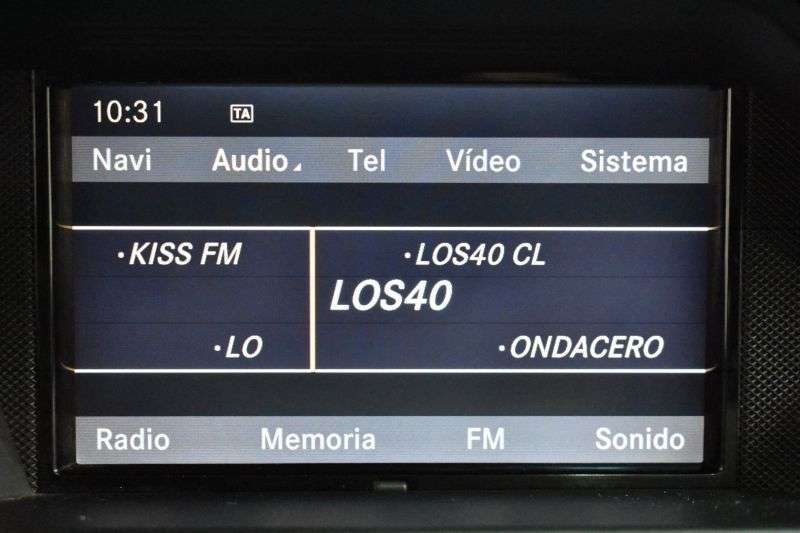 10:31 TA
Navi Audio Tel Vídeo Sistema
·KISS FM ·LOS40 CL
LOS40
·LO ·ONDACERO
Radio Memoria FM Sonido